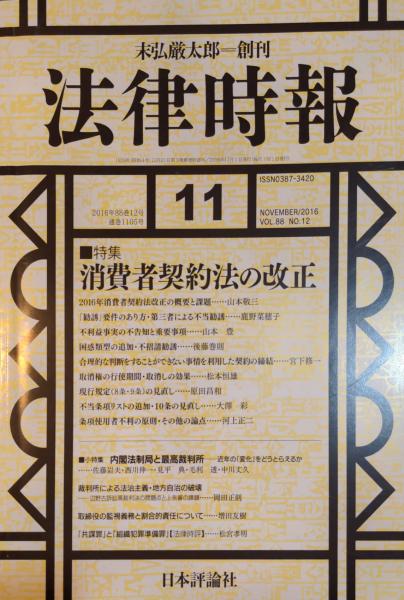 末弘厳太郎＝創刊
法律時報
ISSN0387-3420
2016年88巻12号
通巻1105号
11
NOVEMBER/2016
VOL.88 NO.12
■特集
消費者契約法の改正
2016年消費者契約法改正の概要と課題……山本敬三
「勧誘」要件のあり方・第三者による不当勧誘……鹿野菜穂子
不利益事実の不告知と重要事項……山本 豊
困惑類型の追加・不招請勧誘……後藤巻則
合理的な判断をすることができない事情を利用した契約の締結……宮下修一
取消権の行使期間・取消しの効果……松本恒雄
現行規定(8条・9条)の見直し……原田昌和
不当条項リストの追加・10条の見直し……大澤 彩
条項使用者不利の原則・その他の論点……河上正二
■小特集 内閣法制局と最高裁判所——近年の《変化》をどうとらえるか
……佐藤岩夫・西川伸一・見平 典・毛利 透・中川丈久
裁判所による法治主義・地方自治の破壊
……岡田正則
取締役の監視義務と割合的責任について……増田友樹
「共謀罪」と「組織犯罪準備罪」【法律時評】……松宮孝明
日本評論社